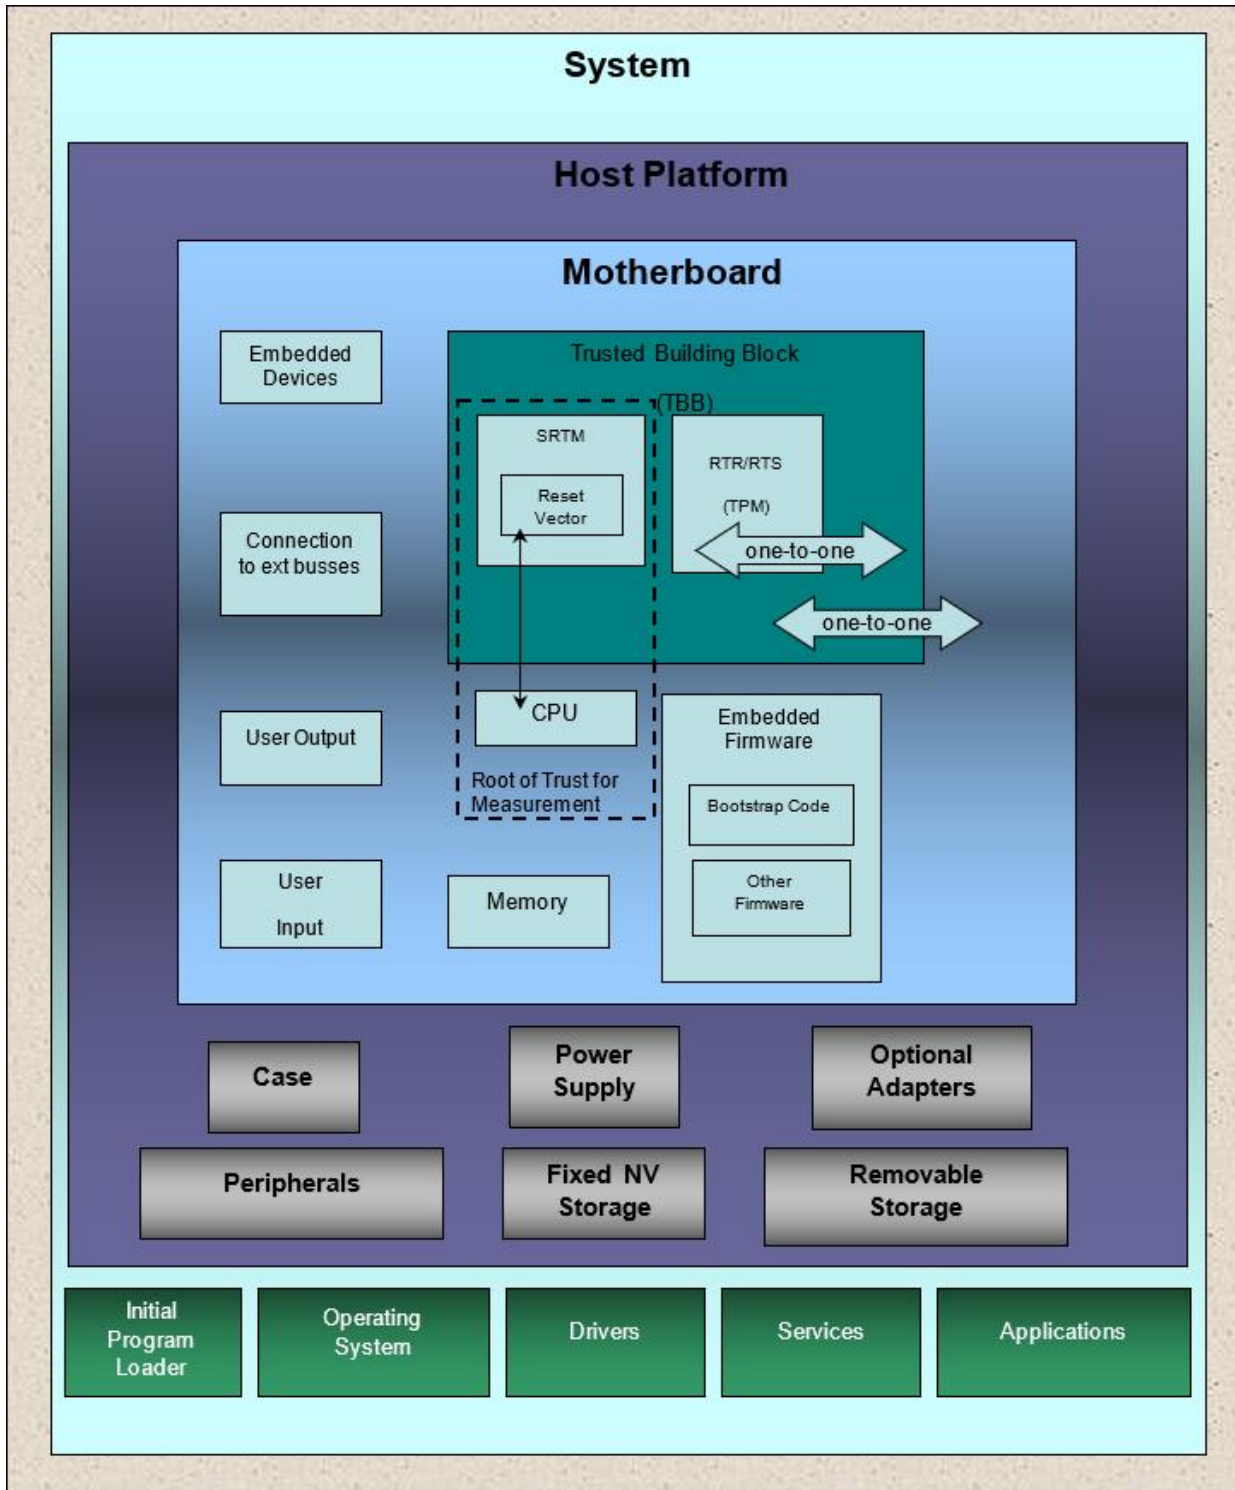 System
Host Platform
Motherboard
Embedded
Devices
Trusted Building Block
(TBB)
SRTM
Reset
Vector
RTR/RTS
(TPM)
one-to-one
one-to-one
Connection
to ext busses
User Output
CPU
Root of Trust for
Measurement
Embedded
Firmware
Bootstrap Code
Other
Firmware
User
Input
Memory
Case
Power
Supply
Optional
Adapters
Peripherals
Fixed NV
Storage
Removable
Storage
Initial
Program
Loader
Operating
System
Drivers
Services
Applications